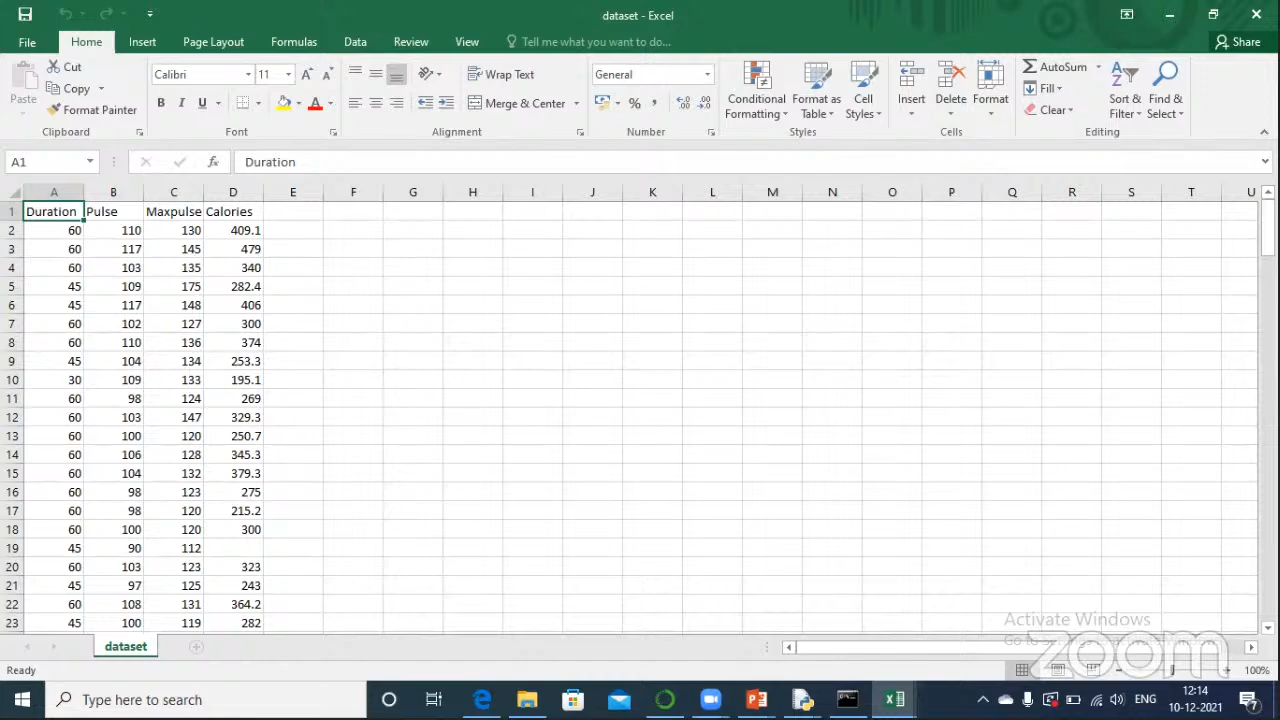 dataset - Excel
File Home Insert Page Layout Formulas Data Review View Tell me what you want to do... Share
Paste Cut Copy Format Painter Clipboard
Calibri 11 B I U A A A Font
Wrap Text Merge & Center Alignment
General % , Number
Conditional Formatting Format as Table Cell Styles Styles
Insert Delete Format Cells
AutoSum Fill Clear Sort & Filter Find & Select Editing
A1 fx Duration
A B C D E F G H I J K L M N O P Q R S T U
1 Duration Pulse Maxpulse Calories
2 60 110 130 409.1
3 60 117 145 479
4 60 103 135 340
5 45 109 175 282.4
6 45 117 148 406
7 60 102 127 300
8 60 110 136 374
9 45 104 134 253.3
10 30 109 133 195.1
11 60 98 124 269
12 60 103 147 329.3
13 60 100 120 250.7
14 60 106 128 345.3
15 60 104 132 379.3
16 60 98 123 275
17 60 98 120 215.2
18 60 100 120 300
19 45 90 112
20 60 103 123 323
21 45 97 125 243
22 60 108 131 364.2
23 45 100 119 282
Activate Windows
Go to
zoom
dataset
Ready 100%
Type here to search ENG 12:14
10-12-2021 7